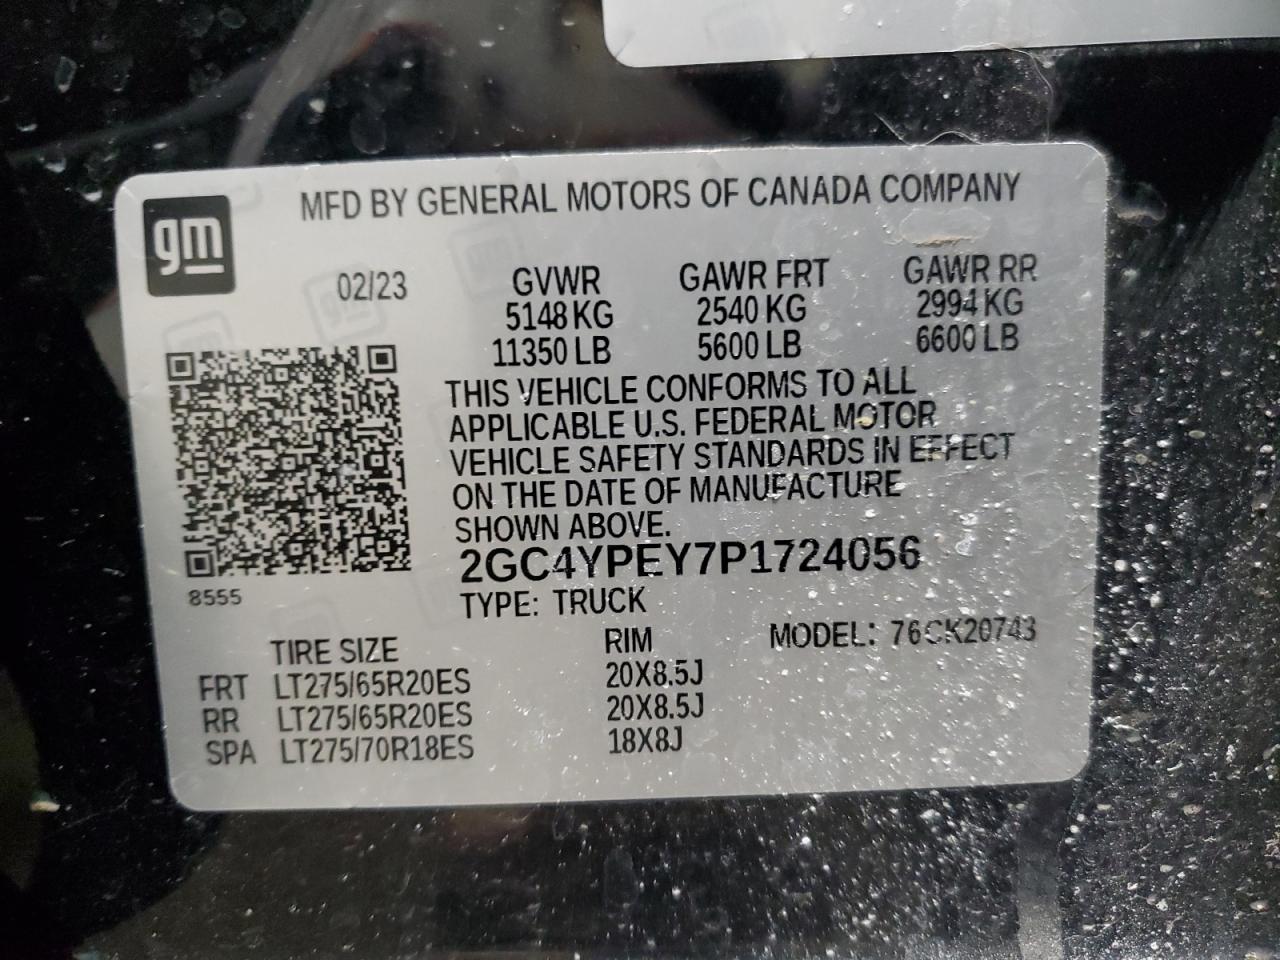 gm
MFD BY GENERAL MOTORS OF CANADA COMPANY
02/23 GVWR GAWR FRT GAWR RR
5148 KG 2540 KG 2994 KG
11350 LB 5600 LB 6600 LB
THIS VEHICLE CONFORMS TO ALL
APPLICABLE U.S. FEDERAL MOTOR
VEHICLE SAFETY STANDARDS IN EFFECT
ON THE DATE OF MANUFACTURE
SHOWN ABOVE.
2GC4YPEY7P1724056
8555
TYPE: TRUCK
TIRE SIZE RIM MODEL: 76CK20743
FRT LT275/65R20ES 20X8.5J
RR LT275/65R20ES 20X8.5J
SPA LT275/70R18ES 18X8J